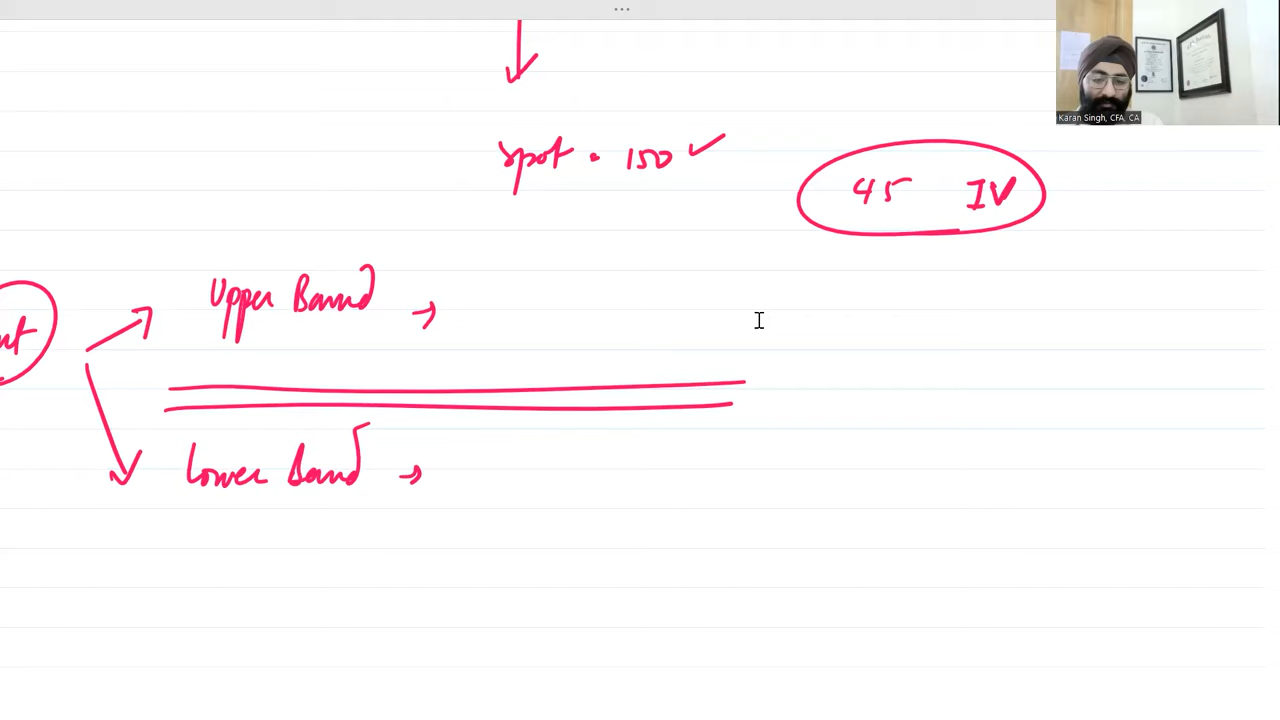 spot • 150 ✓
45 IV
Upper Band →
Lower Band →
Karan Singh, CFA, CA